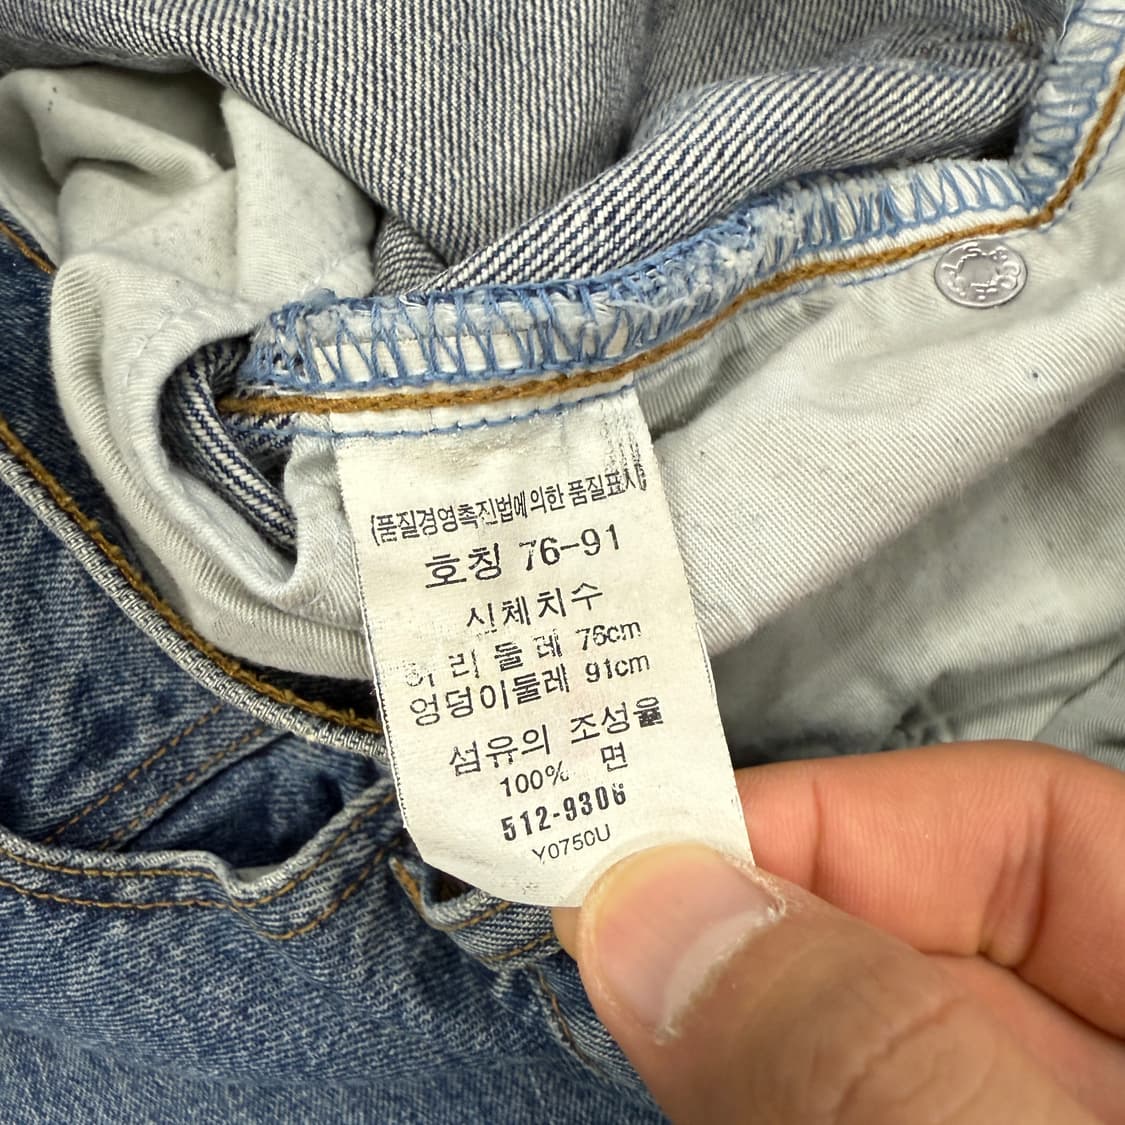 (품질경영촉진법에의한 품질표시)
호칭 76-91
신체치수
허리둘레 76cm
엉덩이둘레 91cm
섬유의 조성율
100% 면
512-9306
Y0750U